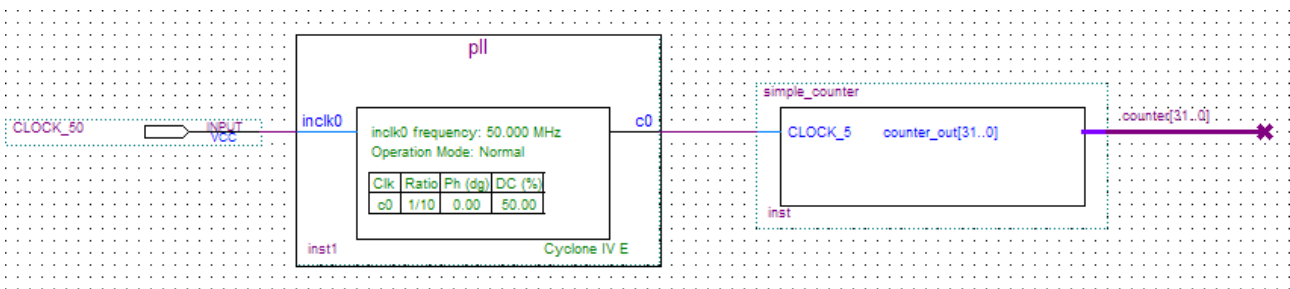 pll
simple_counter
CLOCK_50
INPUT
VCC
inclk0
inclk0 frequency: 50.000 MHz
Operation Mode: Normal
Clk Ratio Ph (dg) DC (%)
c0 1/10 0.00 50.00
c0
CLOCK_5 counter_out[31..0]
counter[31..0]
inst1
Cyclone IV E
inst